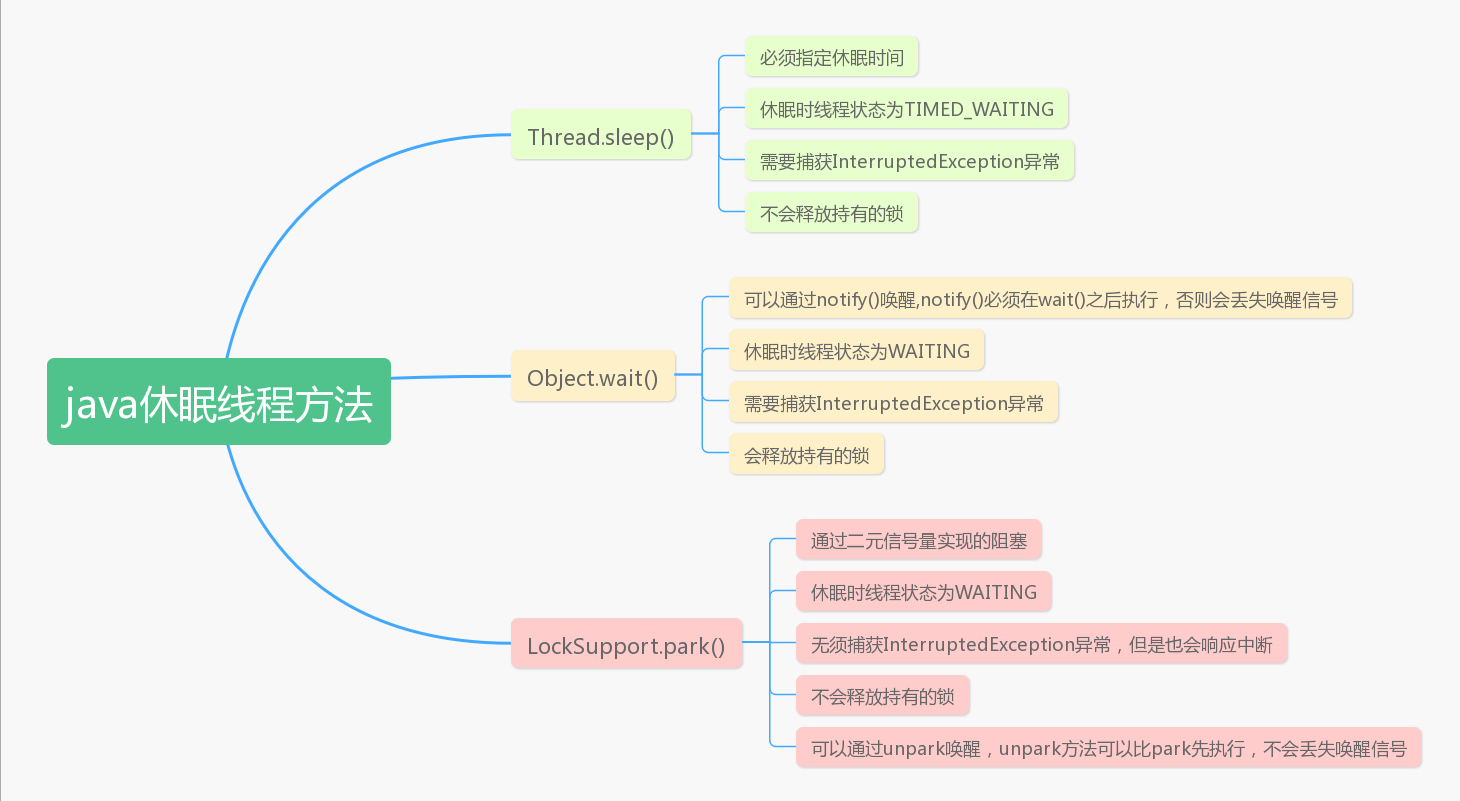 java休眠线程方法
Thread.sleep()
必须指定休眠时间
休眠时线程状态为TIMED_WAITING
需要捕获InterruptedException异常
不会释放持有的锁
Object.wait()
可以通过notify()唤醒,notify()必须在wait()之后执行，否则会丢失唤醒信号
休眠时线程状态为WAITING
需要捕获InterruptedException异常
会释放持有的锁
LockSupport.park()
通过二元信号量实现的阻塞
休眠时线程状态为WAITING
无须捕获InterruptedException异常，但是也会响应中断
不会释放持有的锁
可以通过unpark唤醒，unpark方法可以比park先执行，不会丢失唤醒信号